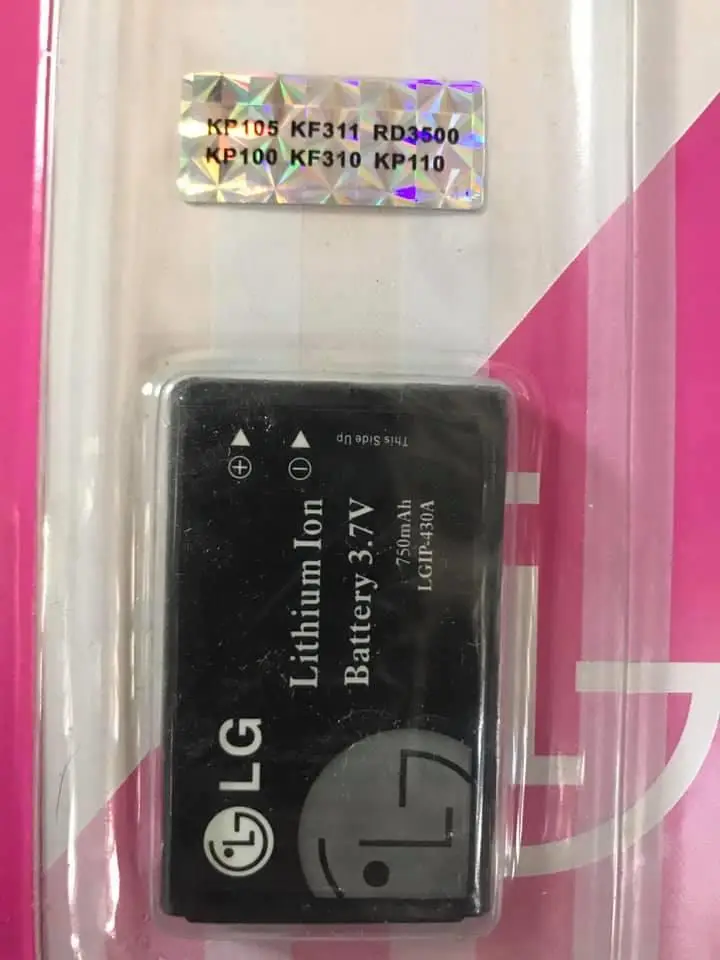 KP105 KF311 RD3500
KP100 KF310 KP110
This Side Up
Lithium Ion
Battery 3.7V
750mAh
LGIP-430A
LG